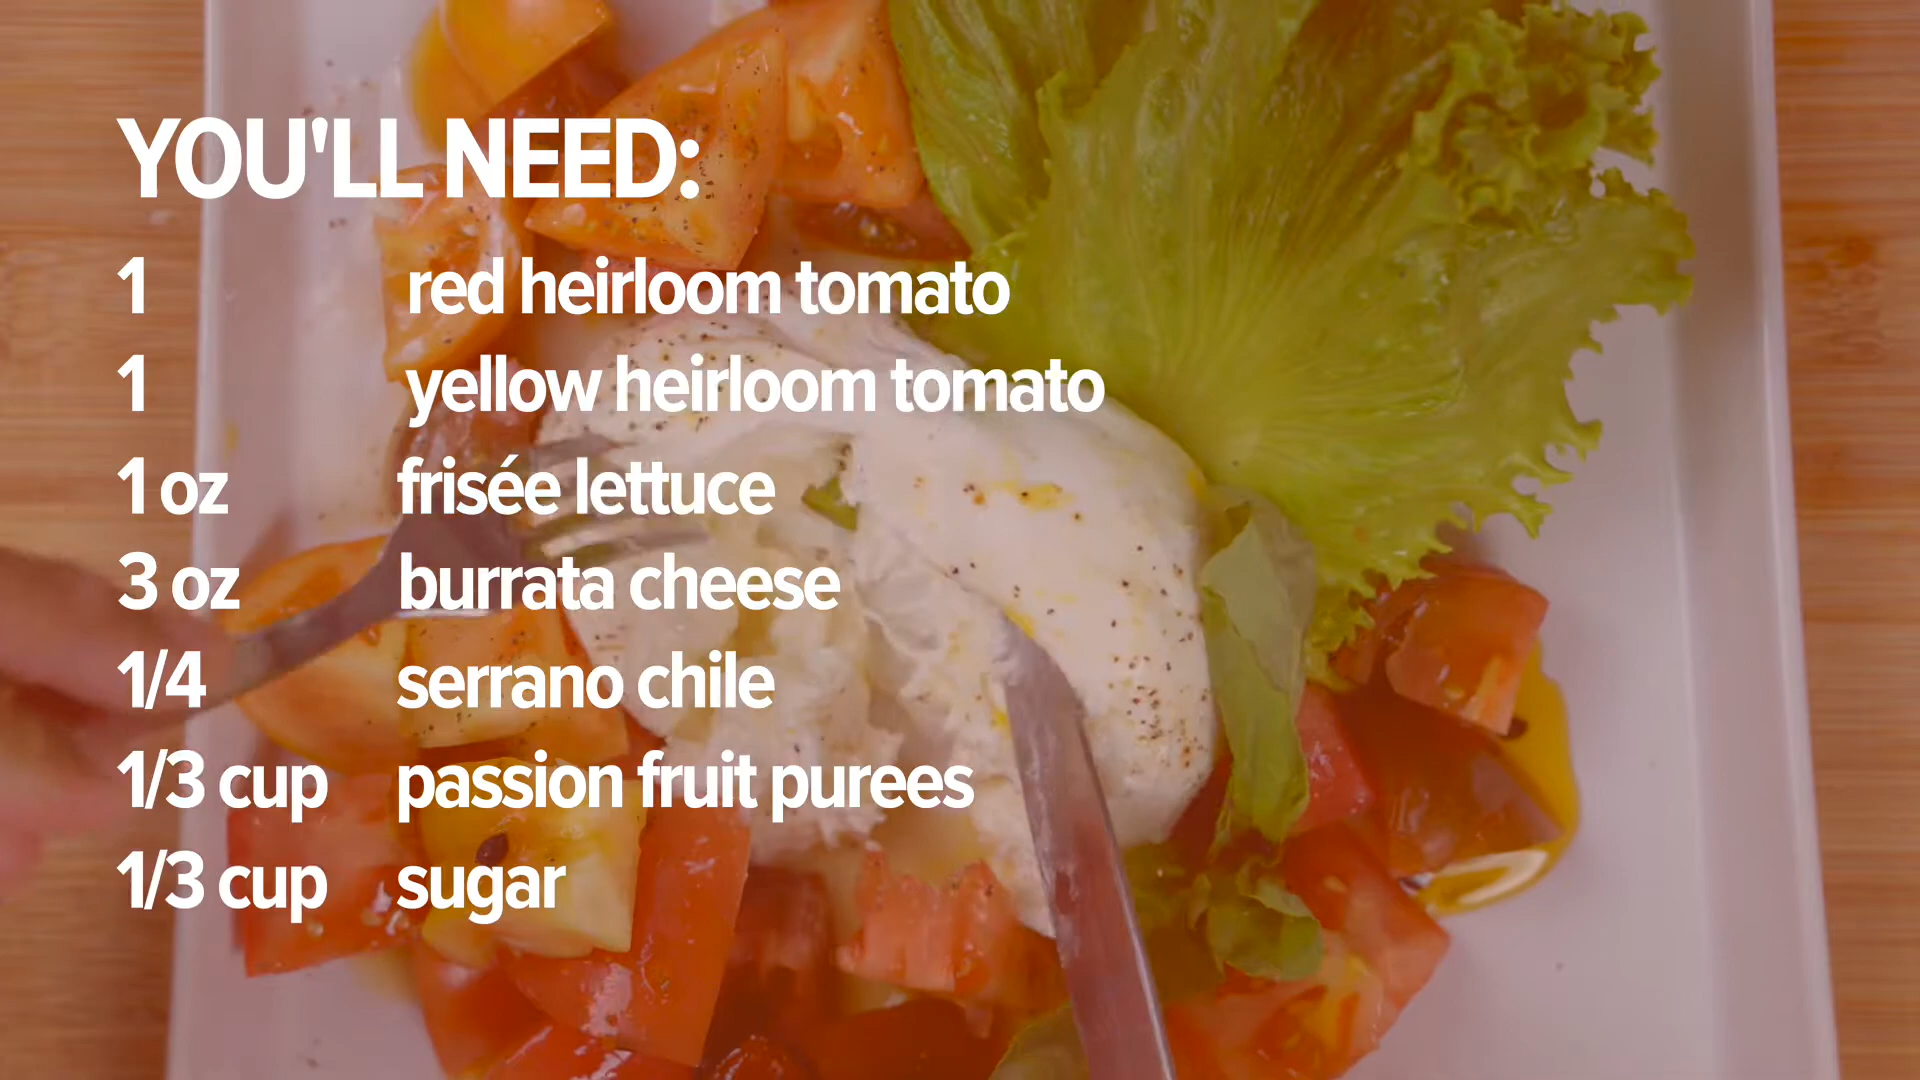 YOU'LL NEED:
1 red heirloom tomato
1 yellow heirloom tomato
1 oz frisée lettuce
3 oz burrata cheese
1/4 serrano chile
1/3 cup passion fruit purees
1/3 cup sugar